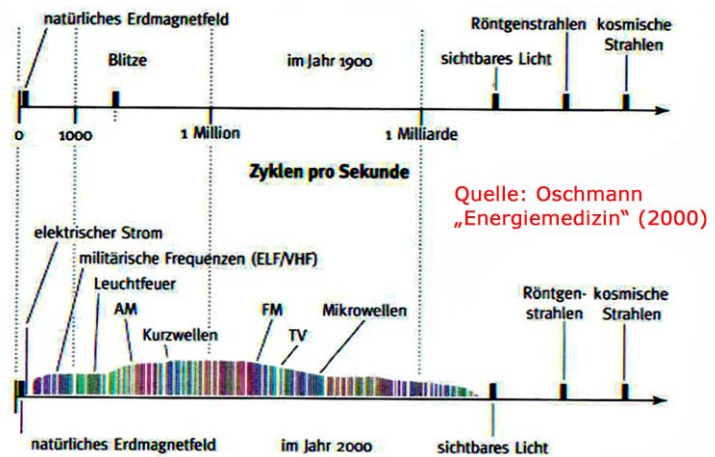 natürliches Erdmagnetfeld
Blitze
im Jahr 1900
Röntgenstrahlen
kosmische
Strahlen
sichtbares Licht
0
1000
1 Million
1 Milliarde
Zyklen pro Sekunde
Quelle: Oschmann
„Energiemedizin“ (2000)
elektrischer Strom
militärische Frequenzen (ELF/VHF)
Leuchtfeuer
AM
Kurzwellen
FM
TV
Mikrowellen
Röntgen-
strahlen
kosmische
Strahlen
natürliches Erdmagnetfeld
im Jahr 2000
sichtbares Licht